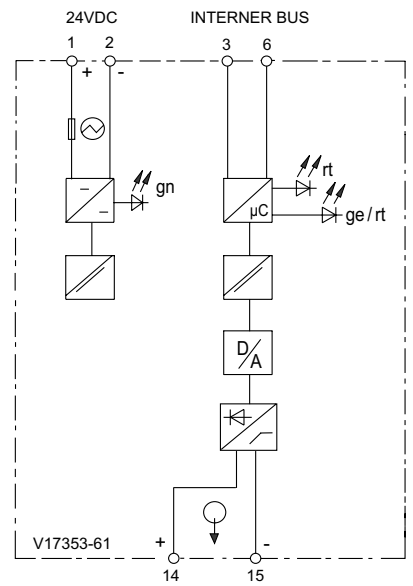 24VDC INTERNER BUS
1 2 3 6
+ -
gn rt
µC ge/rt
D/A
+ -
V17353-61
14 15